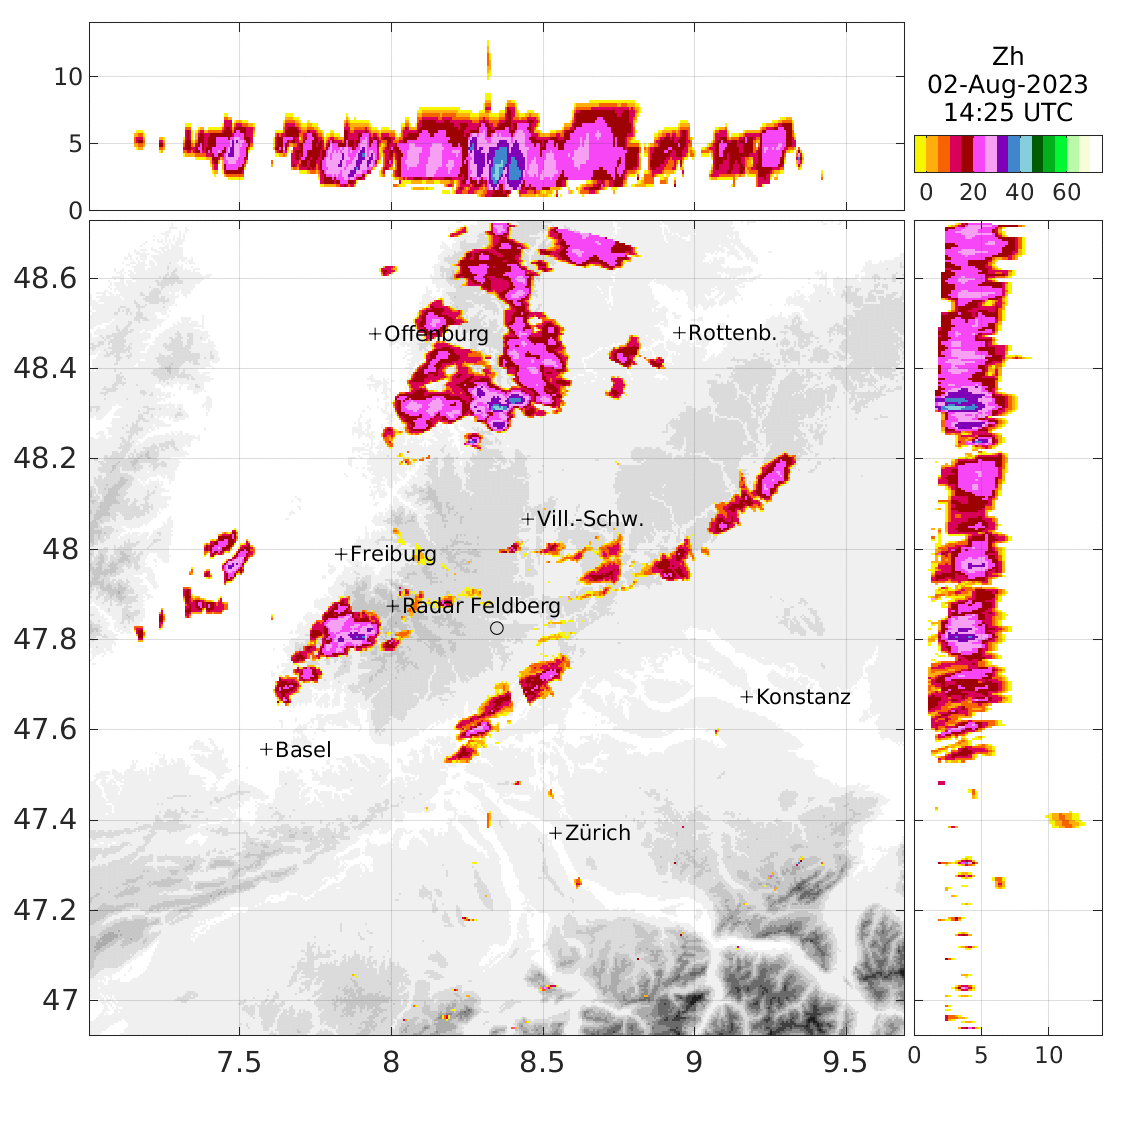 10
5
0
Zh
02-Aug-2023
14:25 UTC
0 20 40 60
48.6
48.4
48.2
48
47.8
47.6
47.4
47.2
47
+Offenburg
+Rottenb.
+Vill.-Schw.
+Freiburg
+Radar Feldberg
+Konstanz
+Basel
+Zürich
7.5 8 8.5 9 9.5
0 5 10